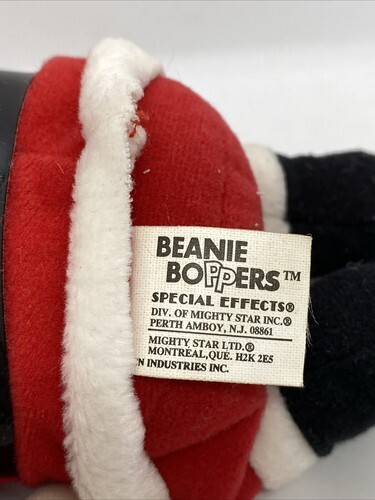 BEANIE
BOPPERS™
SPECIAL EFFECTS®
DIV. OF MIGHTY STAR INC.®
PERTH AMBOY, N.J. 08861
MIGHTY STAR LTD.®
MONTREAL, QUE. H2K 2E5
INDUSTRIES INC.